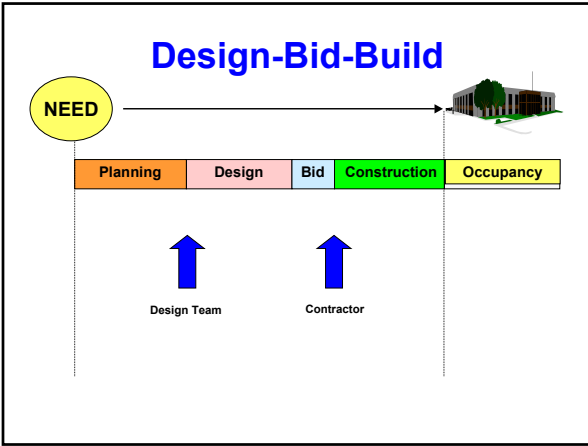 Design-Bid-Build
NEED
Planning Design Bid Construction Occupancy
Design Team Contractor